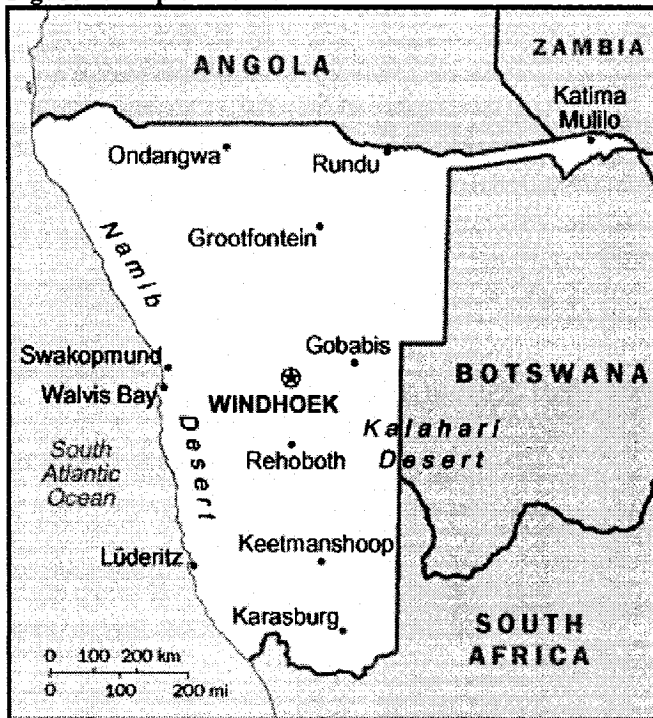 ANGOLA
ZAMBIA
Katima
Mulilo
Ondangwa
Rundu
Grootfontein
Namib
Desert
Swakopmund
Walvis Bay
Gobabis
WINDHOEK
BOTSWANA
Kalahari
Desert
South
Atlantic
Ocean
Rehoboth
Lüderitz
Keetmanshoop
Karasburg
SOUTH
AFRICA
0 100 200 km
0 100 200 mi